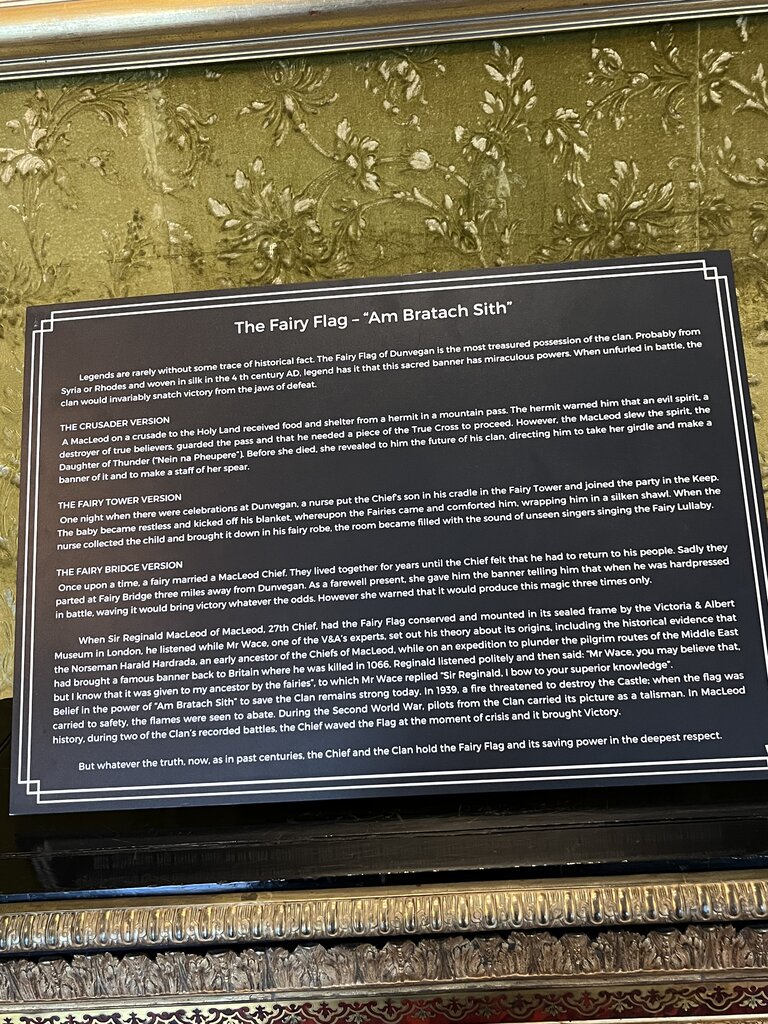 The Fairy Flag – “Am Bratach Sith”
Legends are rarely without some trace of historical fact. The Fairy Flag of Dunvegan is the most treasured possession of the clan. Probably from
Syria or Rhodes and woven in silk in the 4 th century AD, legend has it that this sacred banner has miraculous powers. When unfurled in battle, the
clan would invariably snatch victory from the jaws of defeat.
THE CRUSADER VERSION
A MacLeod on a crusade to the Holy Land received food and shelter from a hermit in a mountain pass. The hermit warned him that an evil spirit, a
destroyer of true believers, guarded the pass and that he needed a piece of the True Cross to proceed. However, the MacLeod slew the spirit, the
Daughter of Thunder (“Nein na Pheupere”). Before she died, she revealed to him the future of his clan, directing him to take her girdle and make a
banner of it and to make a staff of her spear.
THE FAIRY TOWER VERSION
One night when there were celebrations at Dunvegan, a nurse put the Chief's son in his cradle in the Fairy Tower and joined the party in the Keep.
The baby became restless and kicked off his blanket, whereupon the Fairies came and comforted him, wrapping him in a silken shawl. When the
nurse collected the child and brought it down in his fairy robe, the room became filled with the sound of unseen singers singing the Fairy Lullaby.
THE FAIRY BRIDGE VERSION
Once upon a time, a fairy married a MacLeod Chief. They lived together for years until the Chief felt that he had to return to his people. Sadly they
parted at Fairy Bridge three miles away from Dunvegan. As a farewell present, she gave him the banner telling him that when he was hardpressed
in battle, waving it would bring victory whatever the odds. However she warned that it would produce this magic three times only.
When Sir Reginald MacLeod of MacLeod, 27th Chief, had the Fairy Flag conserved and mounted in its sealed frame by the Victoria & Albert
Museum in London, he listened while Mr Wace, one of the V&A's experts, set out his theory about its origins, including the historical evidence that
the Norseman Harald Hardrada, an early ancestor of the Chiefs of MacLeod, while on an expedition to plunder the pilgrim routes of the Middle East
had brought a famous banner back to Britain where he was killed in 1066. Reginald listened politely and then said: “Mr Wace, you may believe that,
but I know that it was given to my ancestor by the fairies”, to which Mr Wace replied “Sir Reginald, I bow to your superior knowledge”.
Belief in the power of “Am Bratach Sith” to save the Clan remains strong today. In 1939, a fire threatened to destroy the Castle; when the flag was
carried to safety, the flames were seen to abate. During the Second World War, pilots from the Clan carried its picture as a talisman. In MacLeod
history, during two of the Clan's recorded battles, the Chief waved the Flag at the moment of crisis and it brought Victory.
But whatever the truth, now, as in past centuries, the Chief and the Clan hold the Fairy Flag and its saving power in the deepest respect.